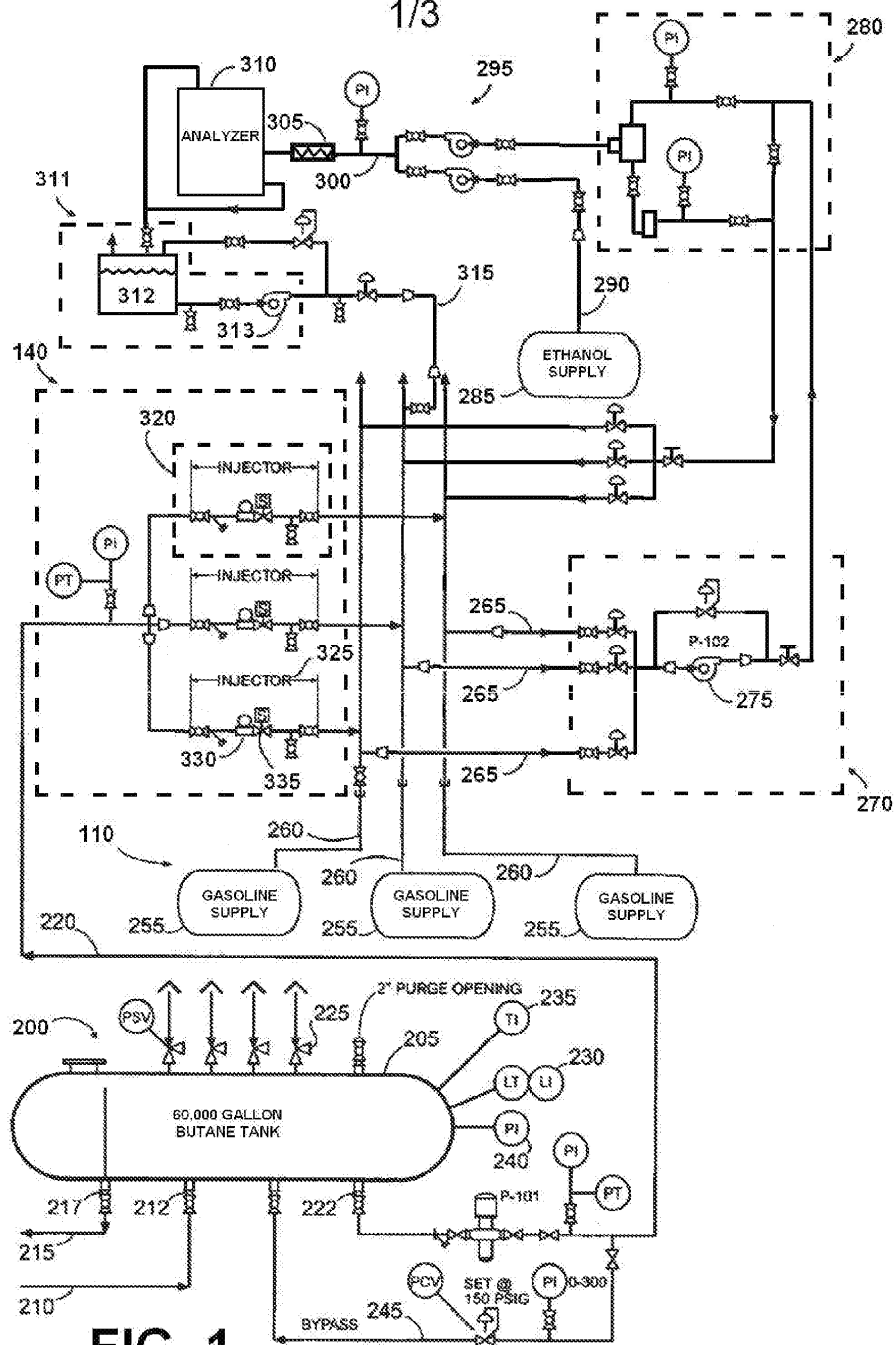 1/3
280
310
PI
295
PI
ANALYZER
305
300
PI
311
312
313
315
290
ETHANOL
SUPPLY
285
140
320
INJECTOR
PI
PT
INJECTOR
325
INJECTOR
330
335
265
P-102
275
265
265
270
110
260
260
260
GASOLINE
SUPPLY
255
GASOLINE
SUPPLY
255
GASOLINE
SUPPLY
255
220
2" PURGE OPENING
235
200
PSV
225
205
TI
230
LT
LI
60,000 GALLON
BUTANE TANK
PI
240
PI
PT
217
212
222
P-101
215
210
PCV
SET @
150 PSIG
PI
0-300
BYPASS
245
FIG. 1